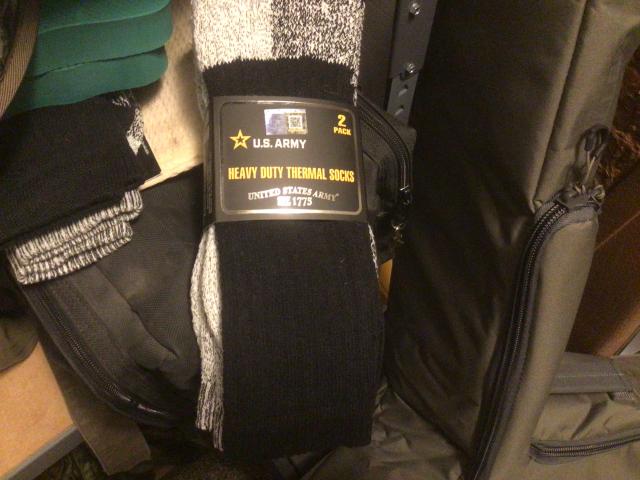 2
PACK
U.S. ARMY
HEAVY DUTY THERMAL SOCKS
UNITED STATES ARMY
1775